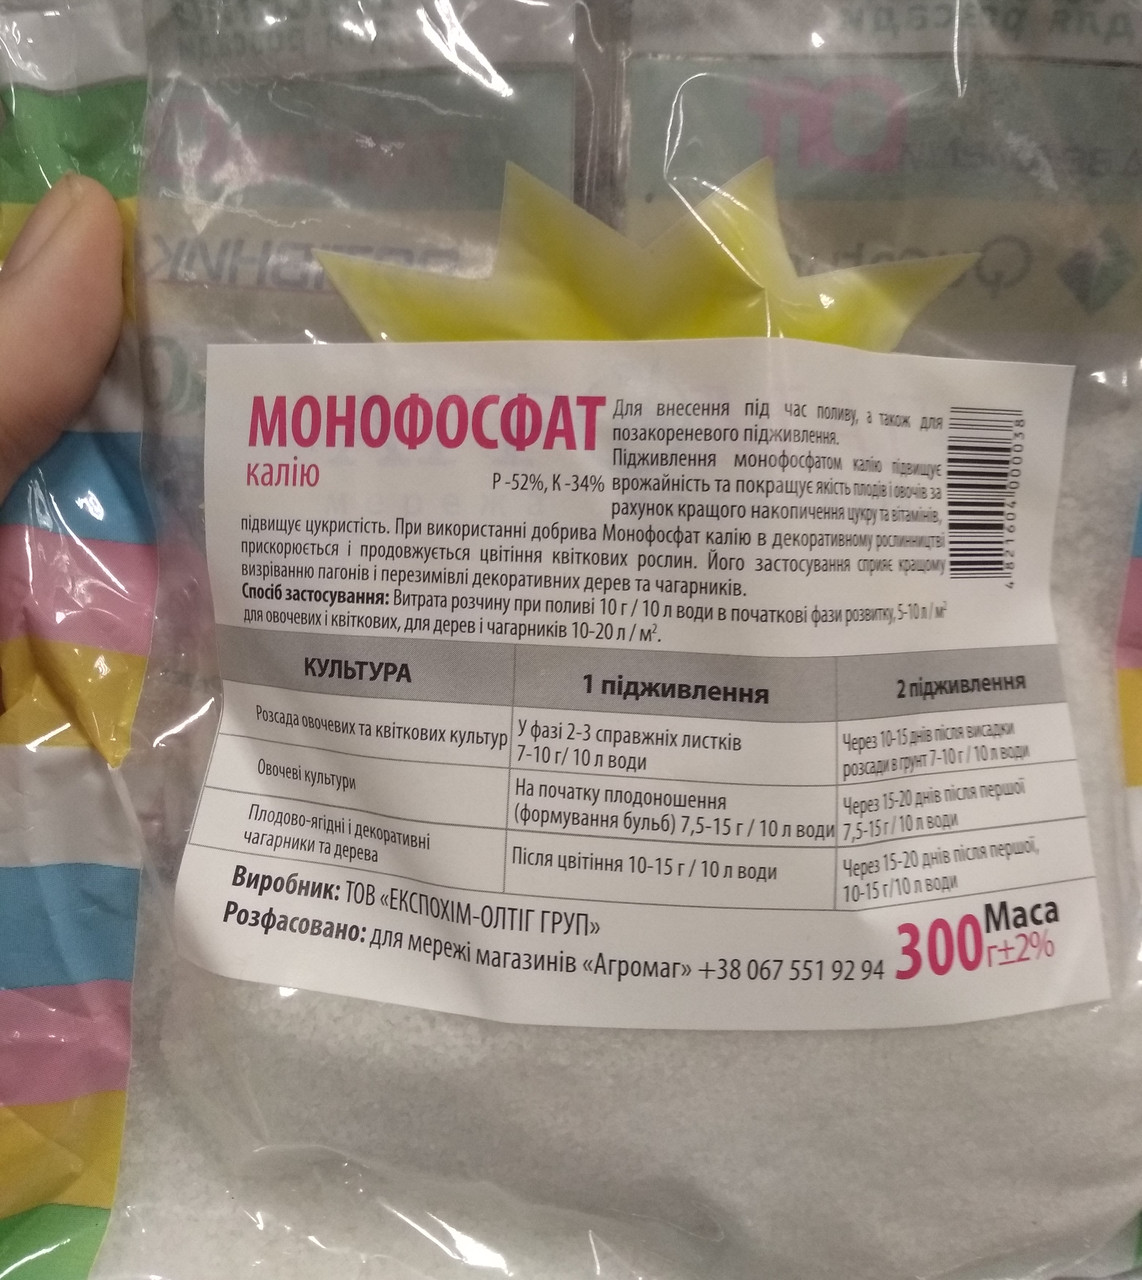 для розсади
МОНОФОСФАТ
калію
P -52%, K -34%
Для внесення під час поливу, а також для
позакореневого підживлення.
Підживлення монофосфатом калію підвищує
врожайність та покращує якість плодів і овочів за
рахунок кращого накопичення цукру та вітамінів,
підвищує цукристість. При використанні добрива Монофосфат калію в декоративному рослинництві
прискорюється і продовжується цвітіння квіткових рослин. Його застосування сприяє кращому
визріванню пагонів і перезимівлі декоративних дерев та чагарників.
Спосіб застосування: Витрата розчину при поливі 10 г / 10 л води в початкові фази розвитку, 5-10 л / м²
для овочевих і квіткових, для дерев і чагарників 10-20 л / м².
4 821604 000038
КУЛЬТУРА 1 підживлення 2 підживлення
Розсада овочевих та квіткових культур
У фазі 2-3 справжніх листків
7-10 г/ 10 л води
Через 10-15 днів після висадки
розсади в грунт 7-10 г / 10 л води
Овочеві культури
На початку плодоношення
(формування бульб) 7,5-15 г / 10 л води
Через 15-20 днів після першої
7,5-15 г / 10 л води
Плодово-ягідні і декоративні
чагарники та дерева
Після цвітіння 10-15 г / 10 л води
Через 15-20 днів після першої,
10-15 г/10 л води
Виробник: ТОВ «ЕКСПОХІМ-ОЛТІГ ГРУП»
Розфасовано: для мережі магазинів «Агромаг» +38 067 551 92 94
Маса
300 г±2%